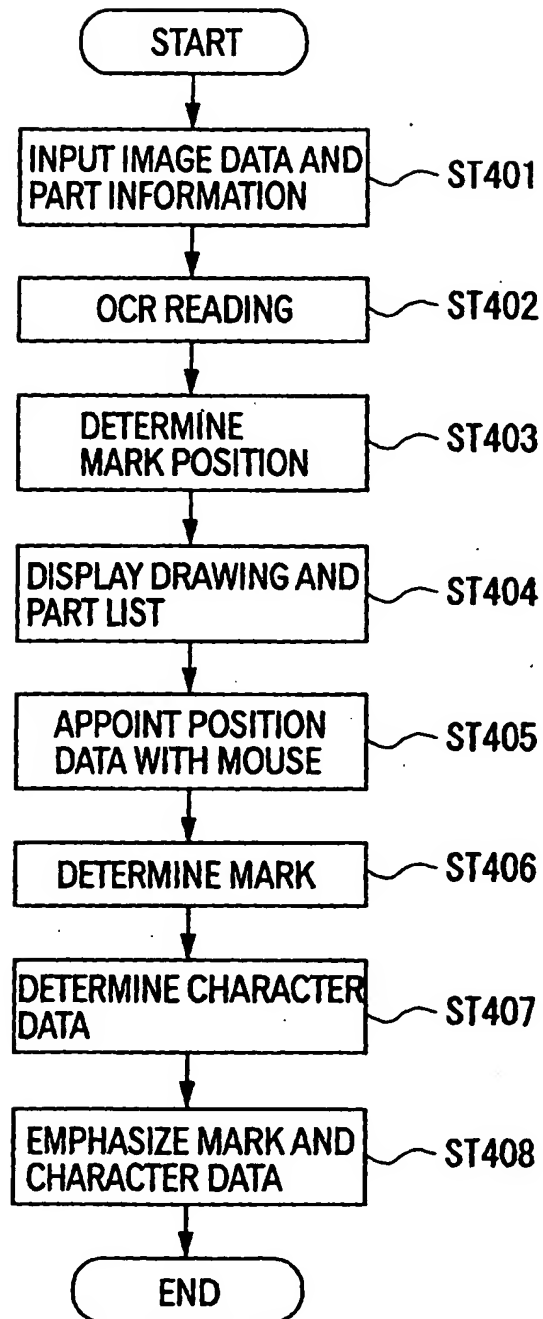 START
INPUT IMAGE DATA AND
PART INFORMATION
ST401
OCR READING
ST402
DETERMINE
MARK POSITION
ST403
DISPLAY DRAWING AND
PART LIST
ST404
APPOINT POSITION
DATA WITH MOUSE
ST405
DETERMINE MARK
ST406
DETERMINE CHARACTER
DATA
ST407
EMPHASIZE MARK AND
CHARACTER DATA
ST408
END